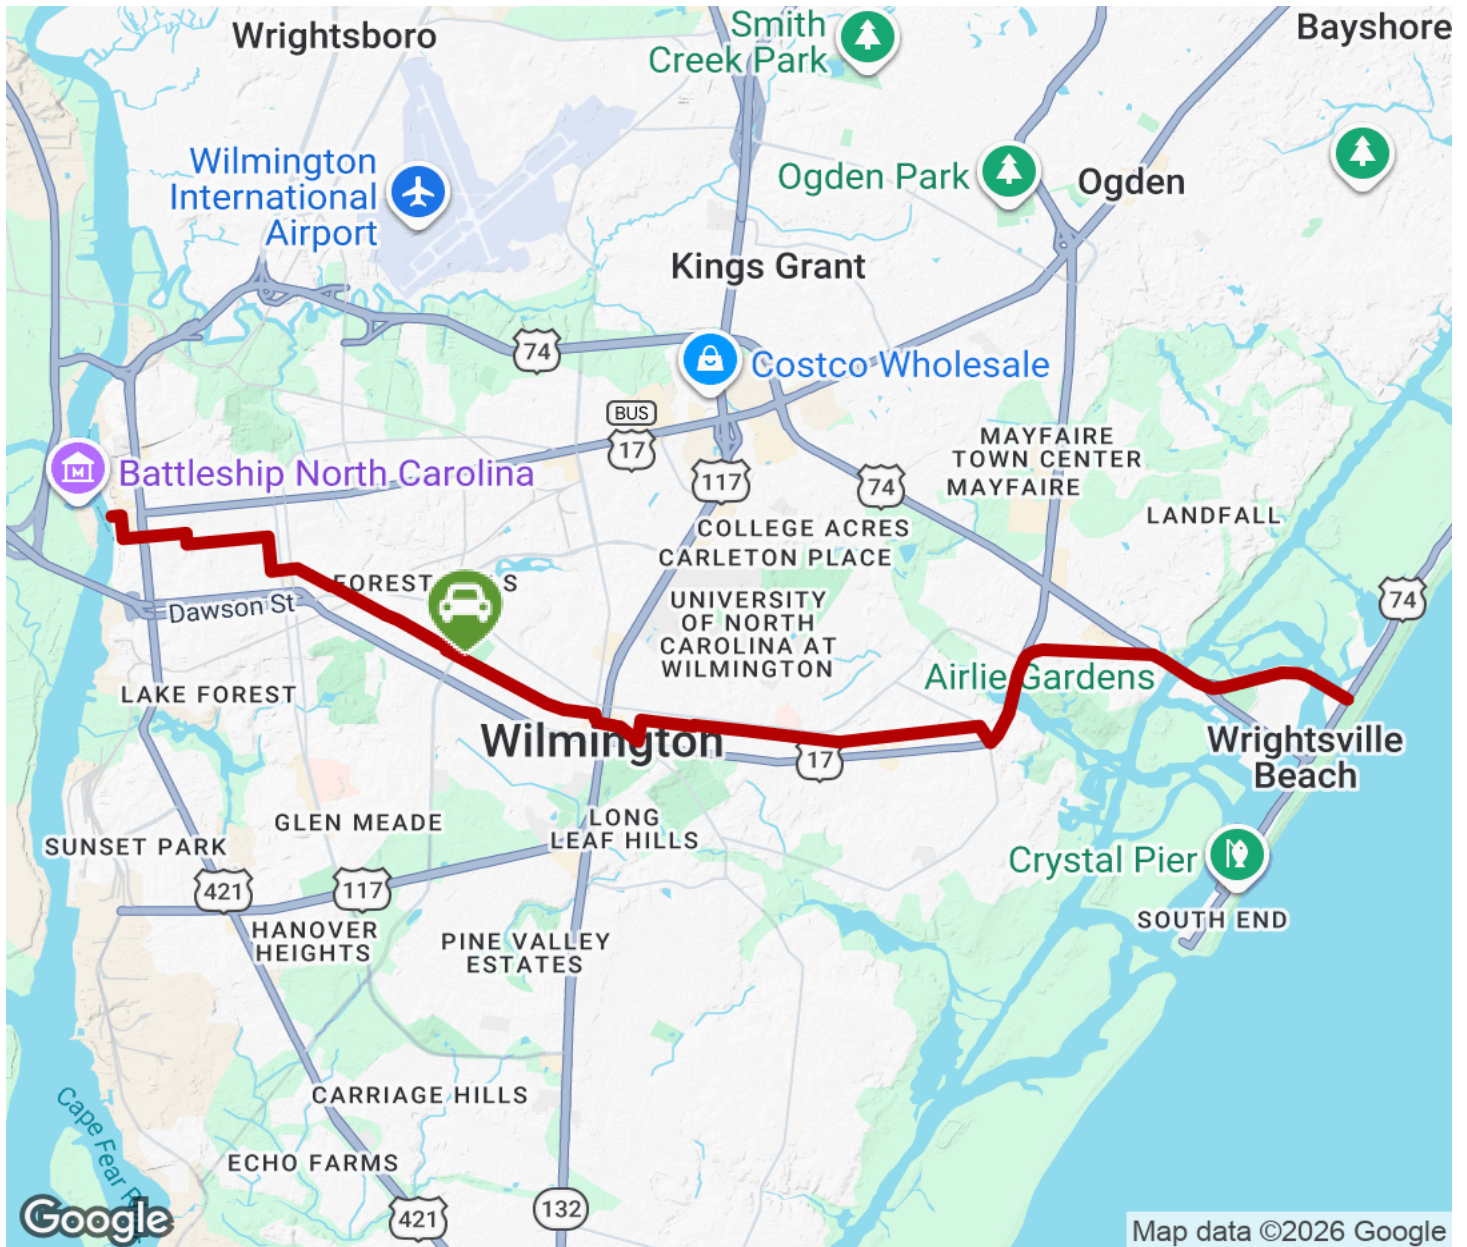 Wrightsboro
Smith
Creek Park
Bayshore
Wilmington
International
Airport
Ogden Park
Ogden
Kings Grant
74
Costco Wholesale
BUS
17
MAYFAIRE
TOWN CENTER
MAYFAIRE
Battleship North Carolina
117
74
LANDFALL
COLLEGE ACRES
CARLETON PLACE
FOREST
S
Dawson St
UNIVERSITY
OF NORTH
CAROLINA AT
WILMINGTON
74
Airlie Gardens
LAKE FOREST
Wilmington
17
Wrightsville
Beach
GLEN MEADE
LONG
LEAF HILLS
SUNSET PARK
Crystal Pier
421
117
SOUTH END
HANOVER
HEIGHTS
PINE VALLEY
ESTATES
CARRIAGE HILLS
Cape Fear R
ECHO FARMS
421
132
Google
Map data ©2026 Google